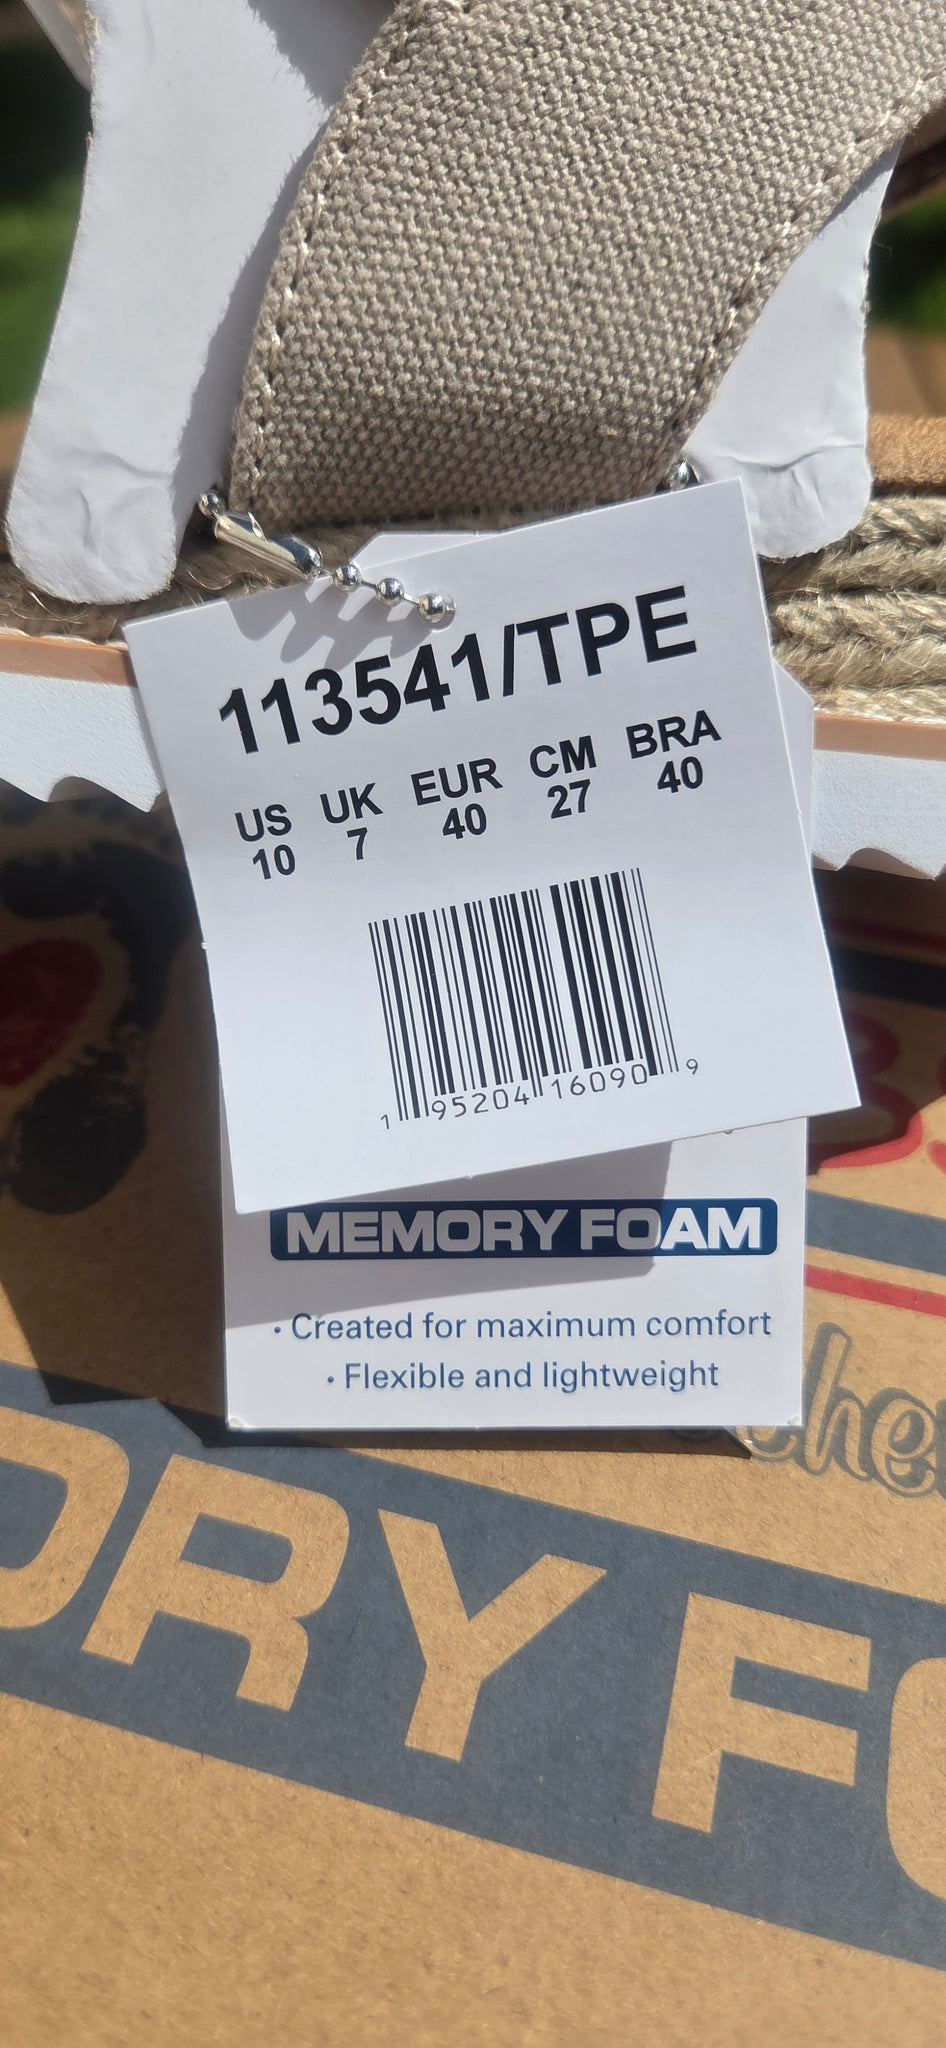 113541/TPE
US UK EUR CM BRA
10 7 40 27 40
1 95204 16090 9
MEMORY FOAM
· Created for maximum comfort
· Flexible and lightweight
ORY FO